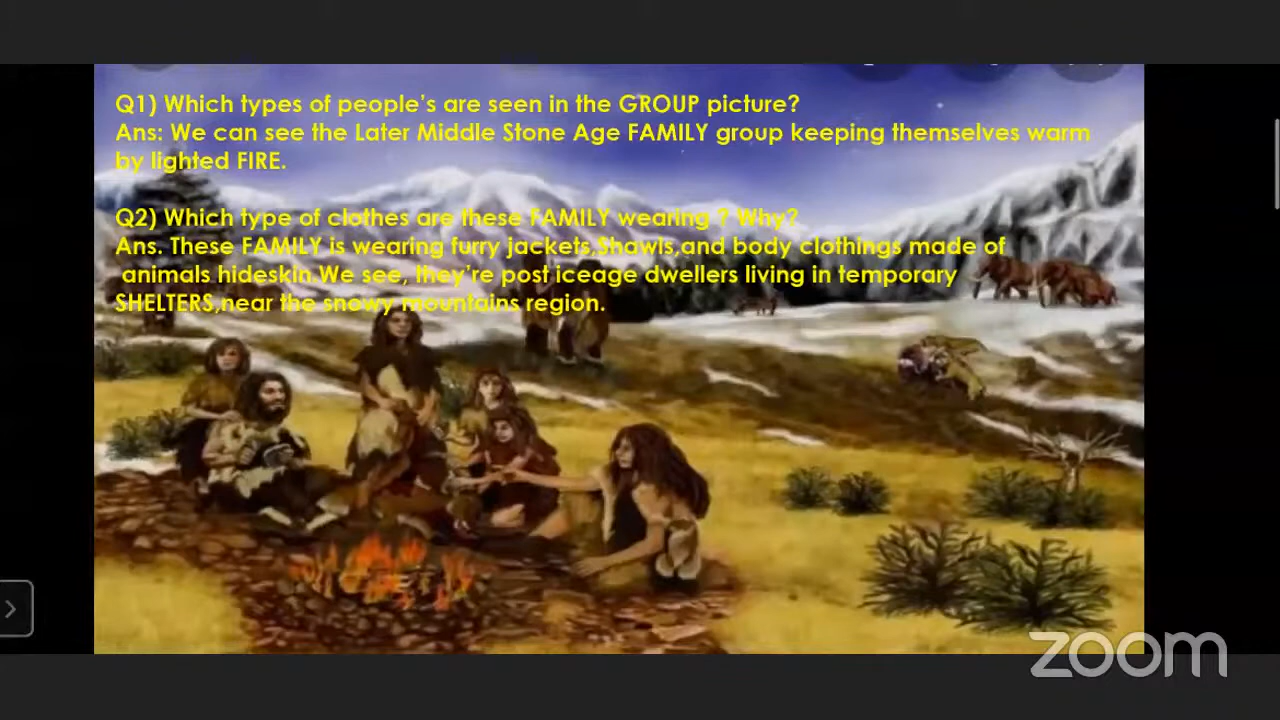 Q1) Which types of people's are seen in the GROUP picture?
Ans: We can see the Later Middle Stone Age FAMILY group keeping themselves warm
by lighted FIRE.
Q2) Which type of clothes are these FAMILY wearing ? Why?
Ans. These FAMILY is wearing furry jackets,Shawls,and body clothings made of
animals hideskin.We see, they're post iceage dwellers living in temporary
SHELTERS,near the snowy mountains region.
zoom